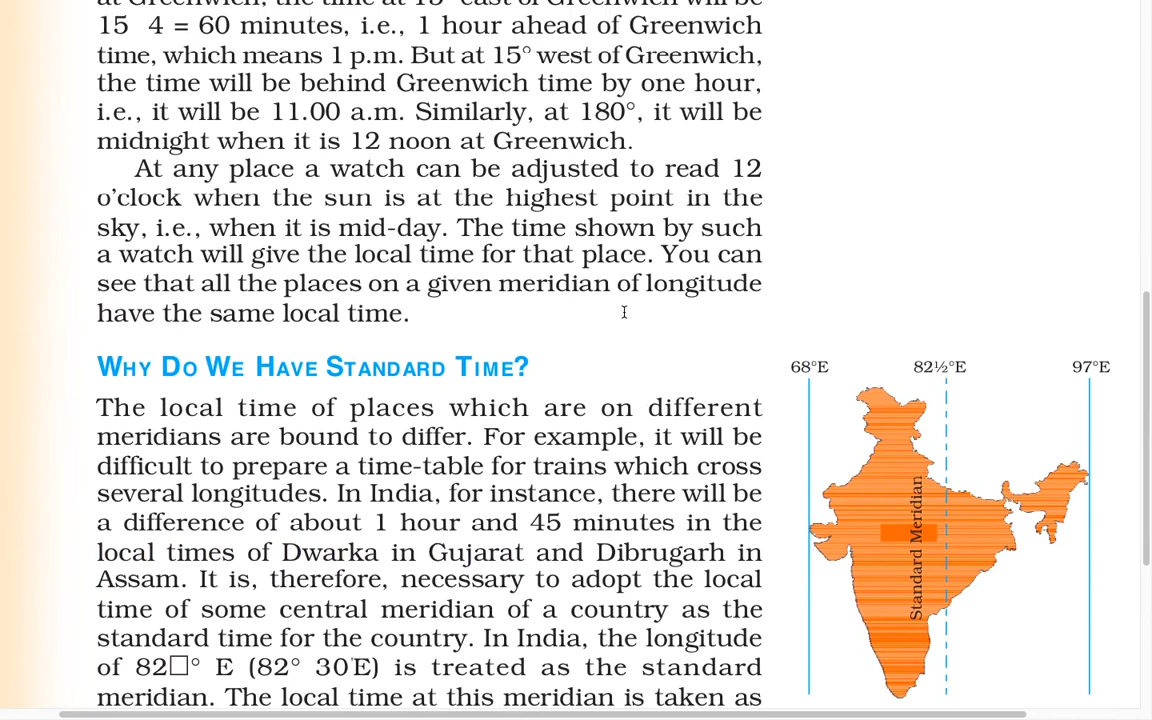 15 4 = 60 minutes, i.e., 1 hour ahead of Greenwich
time, which means 1 p.m. But at 15° west of Greenwich,
the time will be behind Greenwich time by one hour,
i.e., it will be 11.00 a.m. Similarly, at 180°, it will be
midnight when it is 12 noon at Greenwich.
At any place a watch can be adjusted to read 12
o’clock when the sun is at the highest point in the
sky, i.e., when it is mid-day. The time shown by such
a watch will give the local time for that place. You can
see that all the places on a given meridian of longitude
have the same local time.
WHY DO WE HAVE STANDARD TIME?
The local time of places which are on different
meridians are bound to differ. For example, it will be
difficult to prepare a time-table for trains which cross
several longitudes. In India, for instance, there will be
a difference of about 1 hour and 45 minutes in the
local times of Dwarka in Gujarat and Dibrugarh in
Assam. It is, therefore, necessary to adopt the local
time of some central meridian of a country as the
standard time for the country. In India, the longitude
of 82□° E (82° 30'E) is treated as the standard
meridian. The local time at this meridian is taken as
68°E 82½°E 97°E
Standard Meridian